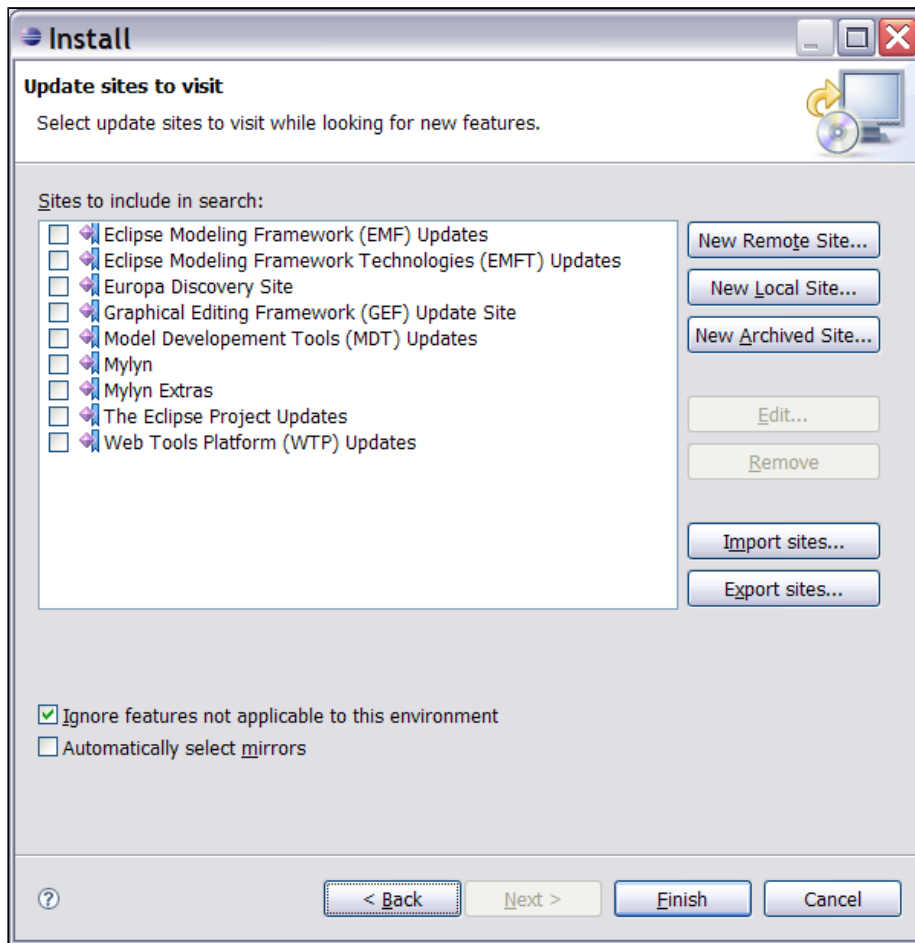 Install
Update sites to visit
Select update sites to visit while looking for new features.
Sites to include in search:
Eclipse Modeling Framework (EMF) Updates
Eclipse Modeling Framework Technologies (EMFT) Updates
Europa Discovery Site
Graphical Editing Framework (GEF) Update Site
Model Developement Tools (MDT) Updates
Mylyn
Mylyn Extras
The Eclipse Project Updates
Web Tools Platform (WTP) Updates
New Remote Site...
New Local Site...
New Archived Site...
Edit...
Remove
Import sites...
Export sites...
Ignore features not applicable to this environment
Automatically select mirrors
?
< Back
Next >
Finish
Cancel